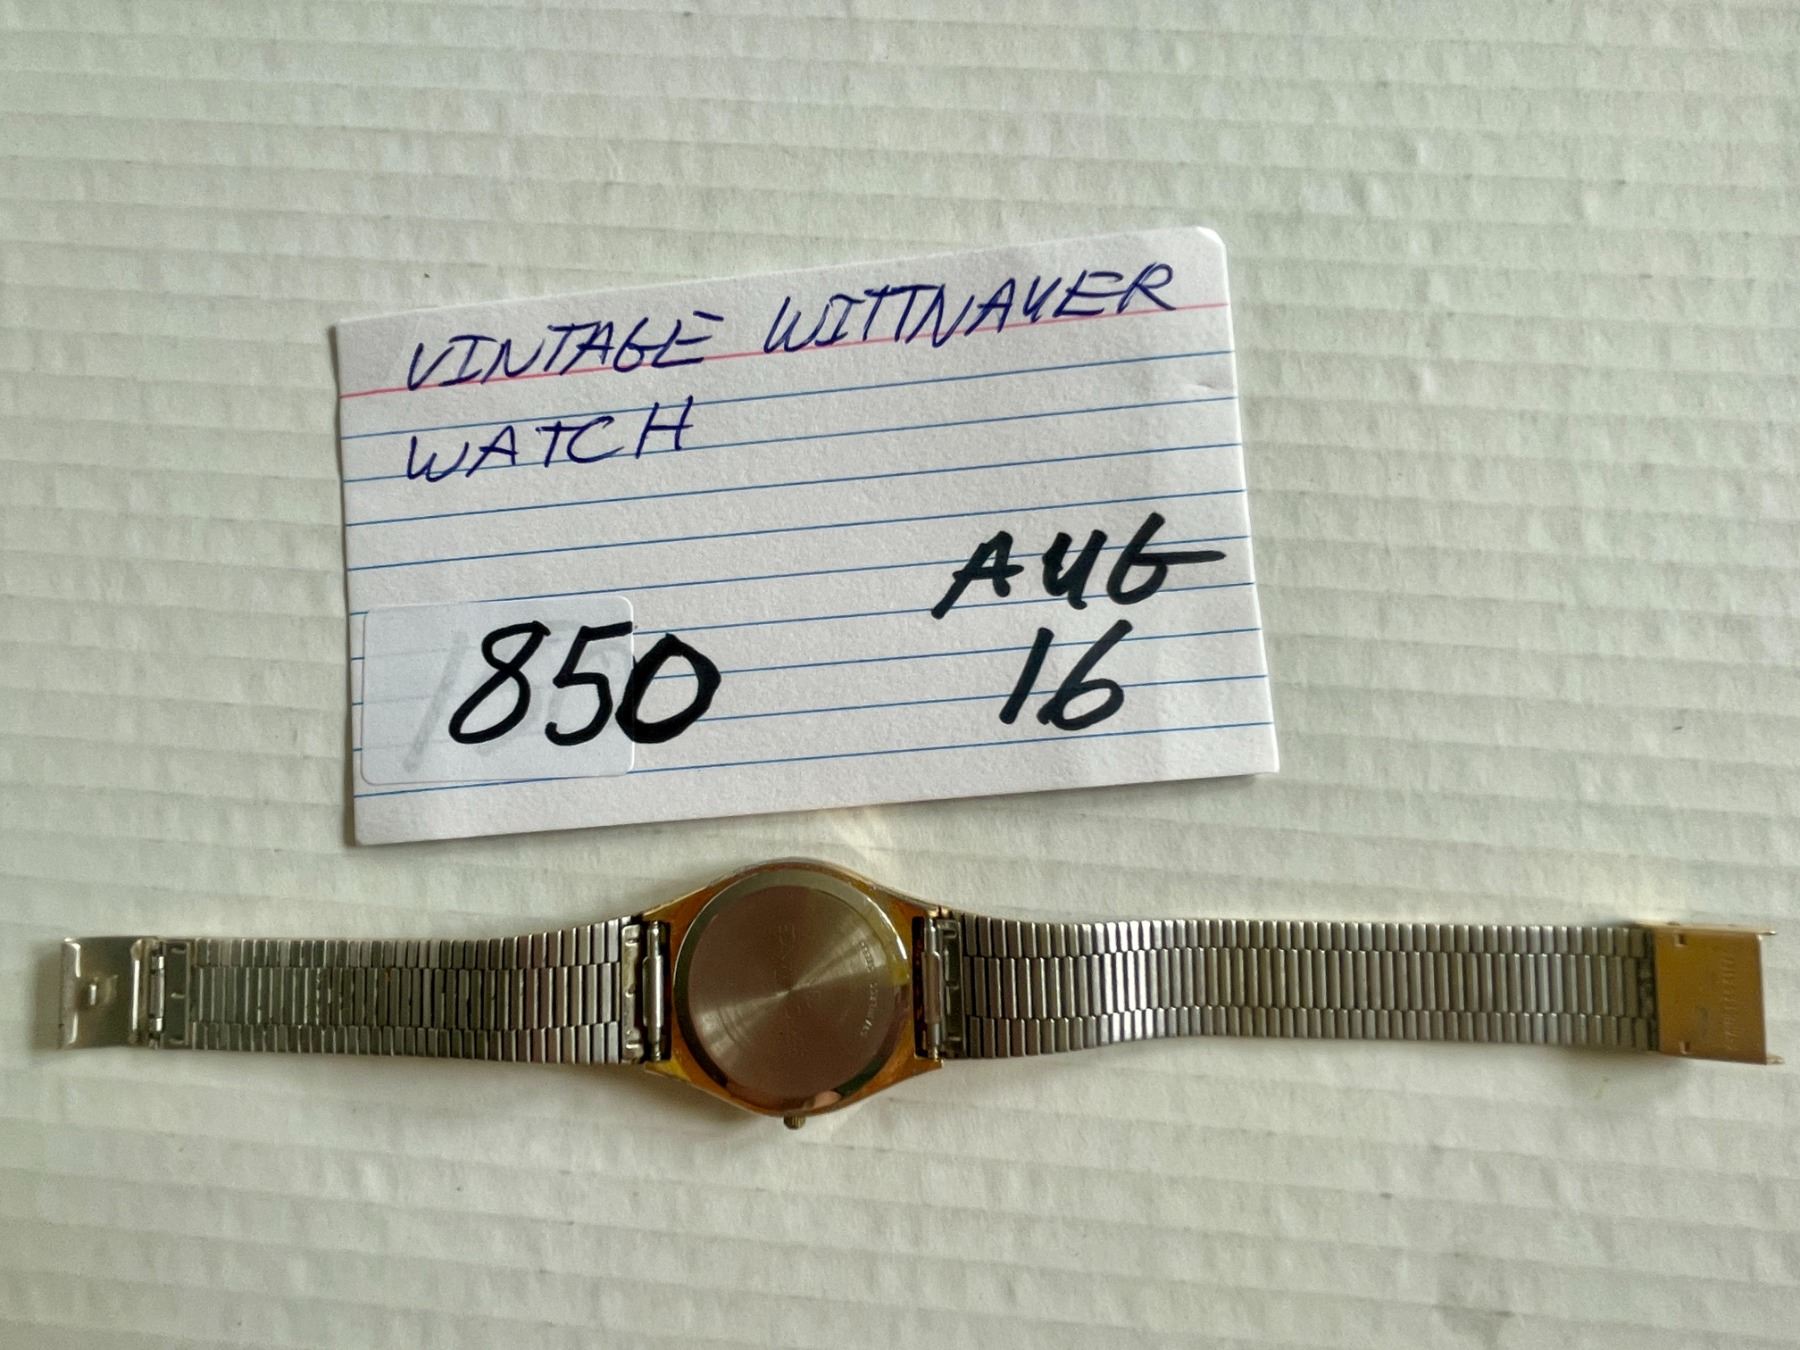 VINTAGE WITTNAUER
WATCH
AUG
850 16